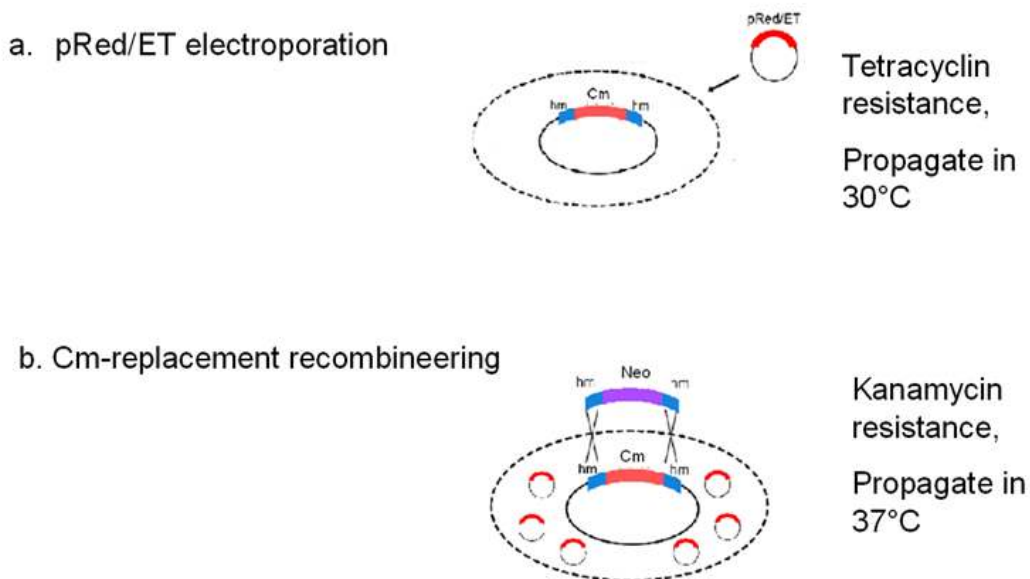 a. pRed/ET electroporation
pRed/ET
Cm
hm hm
Tetracyclin
resistance,
Propagate in
30°C
b. Cm-replacement recombineering
Neo
hm hm
Cm
hm hm
Kanamycin
resistance,
Propagate in
37°C